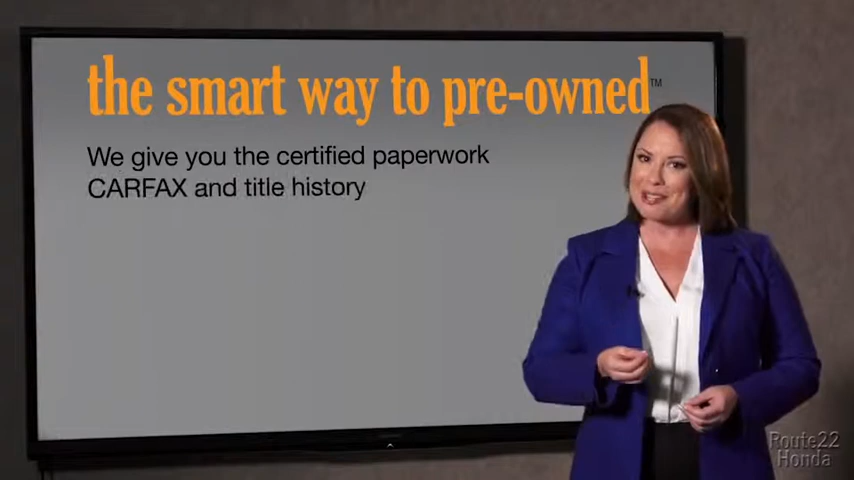 the smart way to pre-owned™
We give you the certified paperwork
CARFAX and title history
Route22
Honda